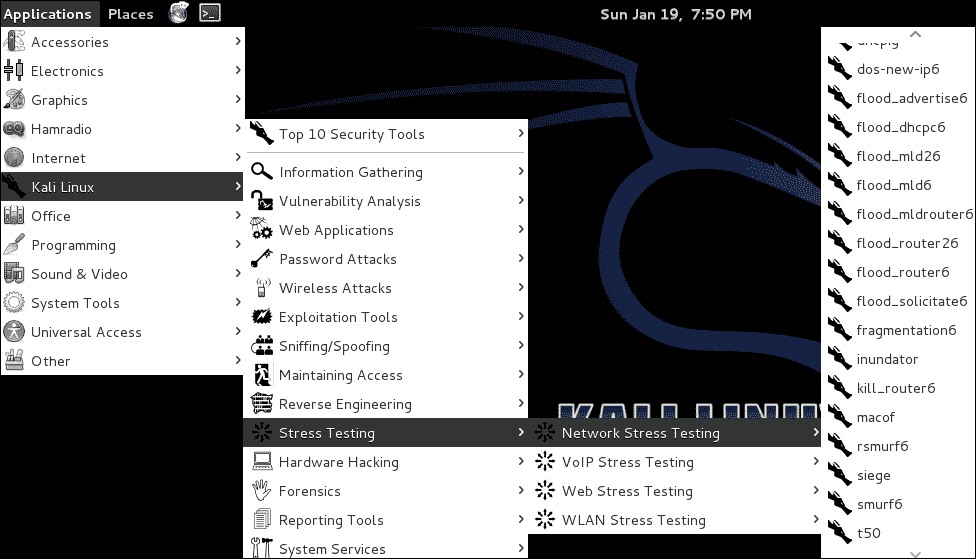 Applications
Places
Sun Jan 19, 7:50 PM
Accessories
Electronics
Graphics
Hamradio
Internet
Kali Linux
Office
Programming
Sound & Video
System Tools
Universal Access
Other
Top 10 Security Tools
Information Gathering
Vulnerability Analysis
Web Applications
Password Attacks
Wireless Attacks
Exploitation Tools
Sniffing/Spoofing
Maintaining Access
Reverse Engineering
Stress Testing
Hardware Hacking
Forensics
Reporting Tools
System Services
KALI LINUX
Network Stress Testing
VoIP Stress Testing
Web Stress Testing
WLAN Stress Testing
dhcpig
dos-new-ip6
flood_advertise6
flood_dhcpc6
flood_mld26
flood_mld6
flood_mldrouter6
flood_router26
flood_router6
flood_solicitate6
fragmentation6
inundator
kill_router6
macof
rsmurf6
siege
smurf6
t50